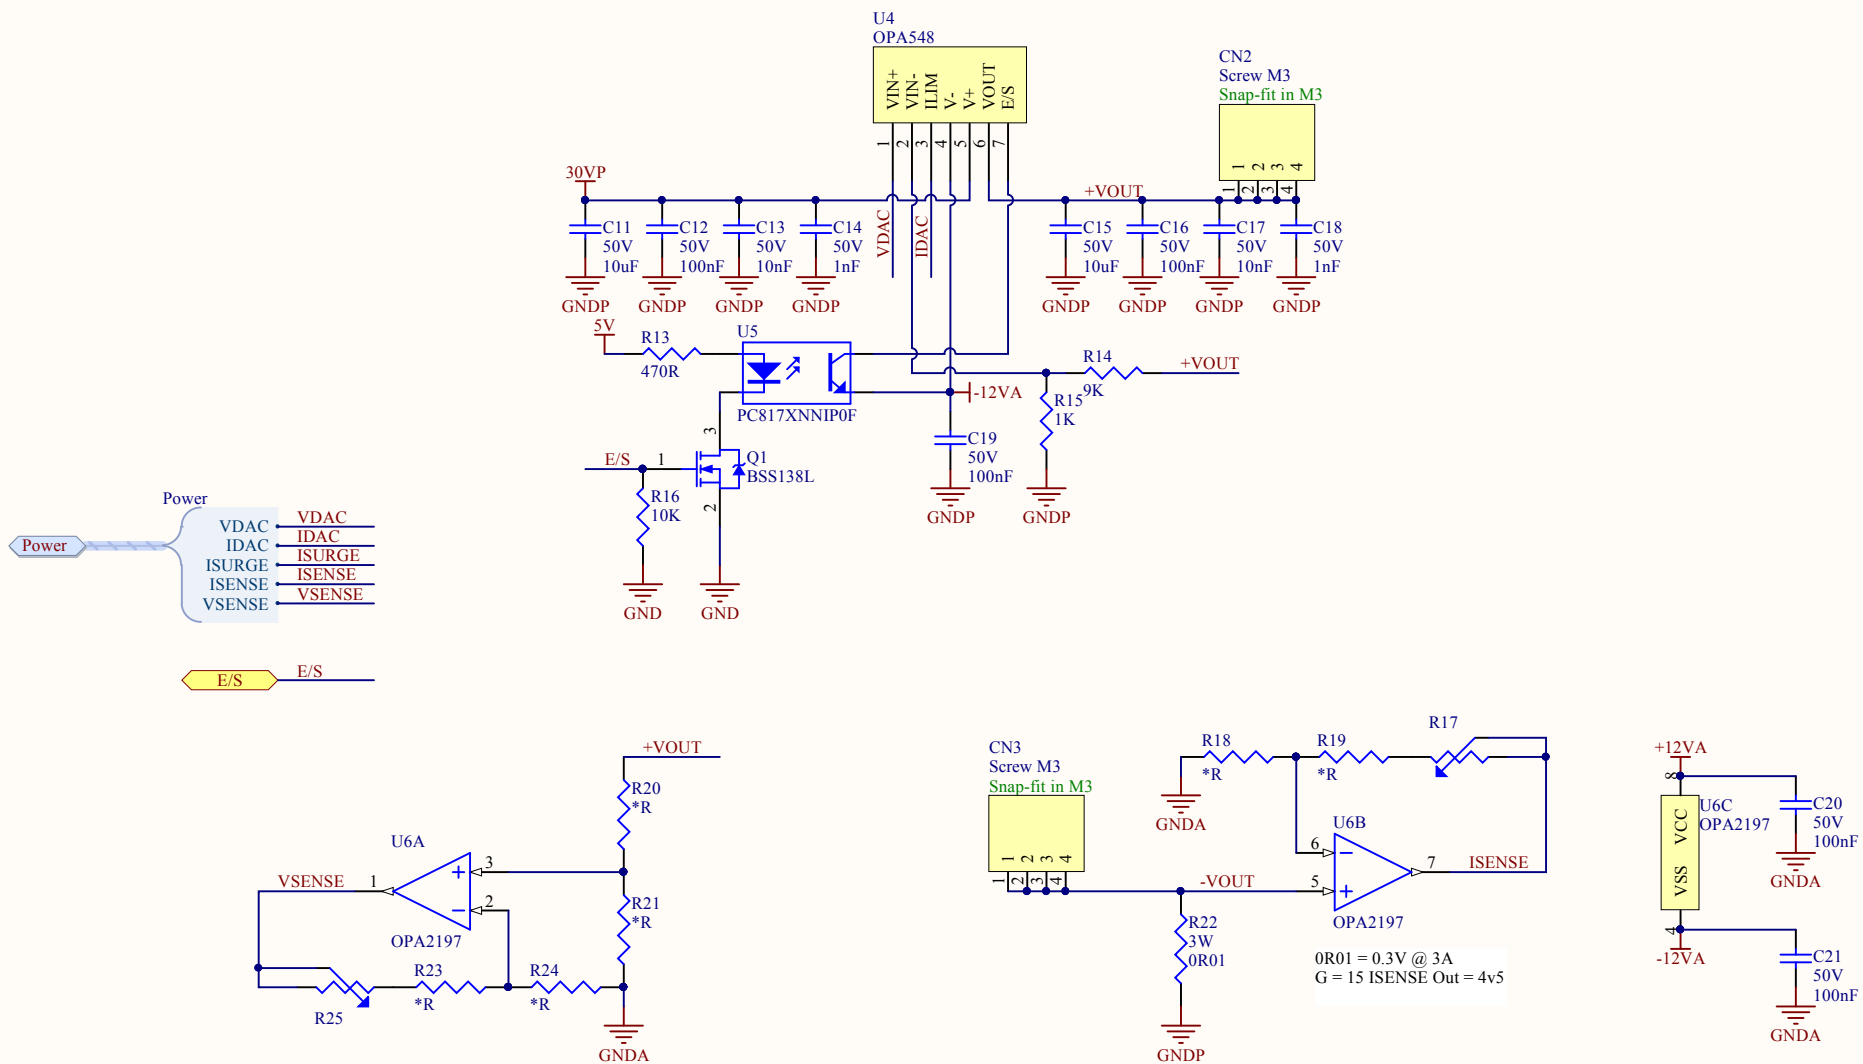 U4
OPA548
VIN+
VIN-
ILIM
V-
V+
VOUT
E/S
1
2
3
4
5
6
7
CN2
Screw M3
Snap-fit in M3
1
2
3
4
1
2
3
4
30VP
+VOUT
VDAC
IDAC
C11
50V
10uF
GNDP
C12
50V
100nF
GNDP
C13
50V
10nF
GNDP
C14
50V
1nF
GNDP
C15
50V
10uF
GNDP
C16
50V
100nF
GNDP
C17
50V
10nF
GNDP
C18
50V
1nF
GNDP
5V
R13
470R
U5
PC817XNNIP0F
R14
9K
+VOUT
R15
1K
GNDP
-12VA
C19
50V
100nF
GNDP
E/S
1
3
2
Q1
BSS138L
R16
10K
GND
GND
Power
Power
VDAC
IDAC
ISURGE
ISENSE
VSENSE
VDAC
IDAC
ISURGE
ISENSE
VSENSE
E/S
E/S
+VOUT
R20
*R
R21
*R
U6A
3
2
1
VSENSE
OPA2197
R23
*R
R24
*R
R25
GNDA
CN3
Screw M3
Snap-fit in M3
1
2
3
4
1
2
3
4
-VOUT
R18
*R
GNDA
R19
*R
R17
U6B
6
5
7
ISENSE
OPA2197
R22
3W
0R01
GNDP
0R01 = 0.3V @ 3A
G = 15 ISENSE Out = 4v5
+12VA
8
VCC
VSS
U6C
OPA2197
4
-12VA
C20
50V
100nF
GNDA
C21
50V
100nF
GNDA